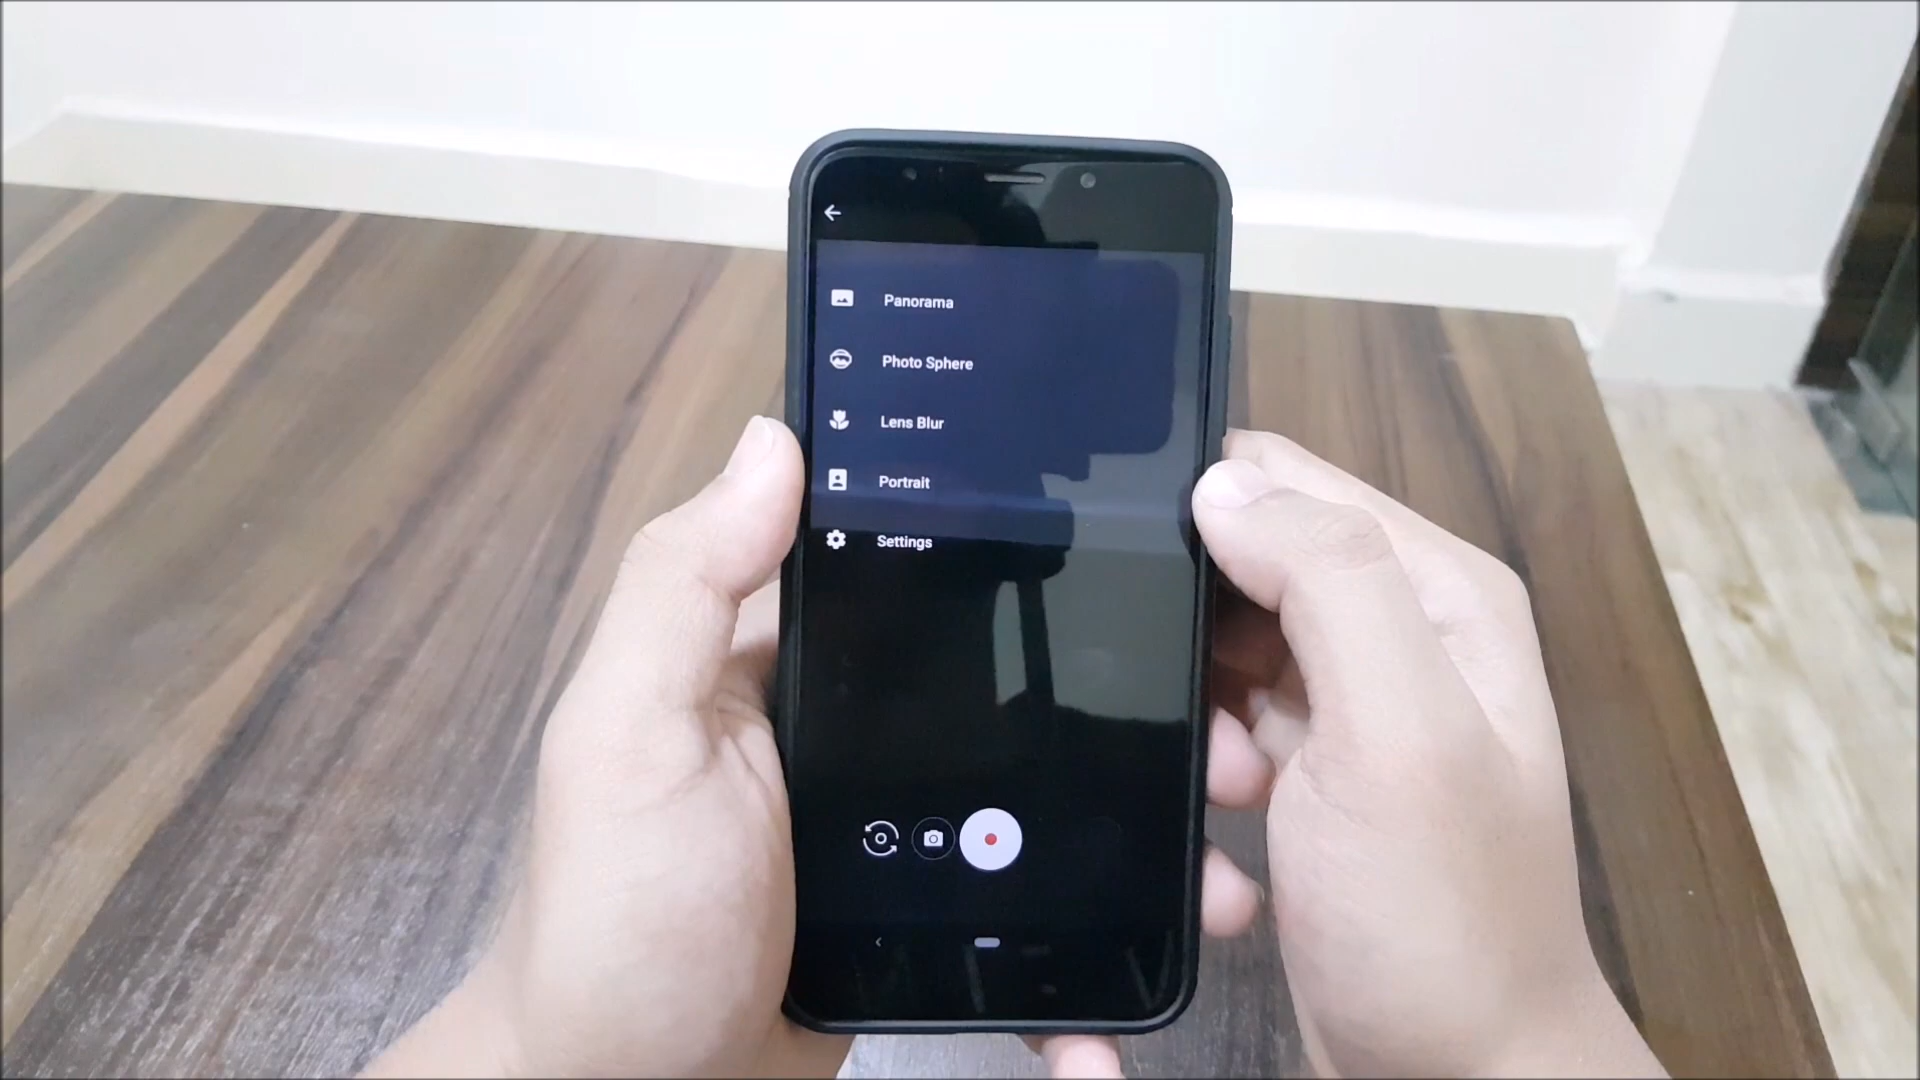 Panorama
Photo Sphere
Lens Blur
Portrait
Settings